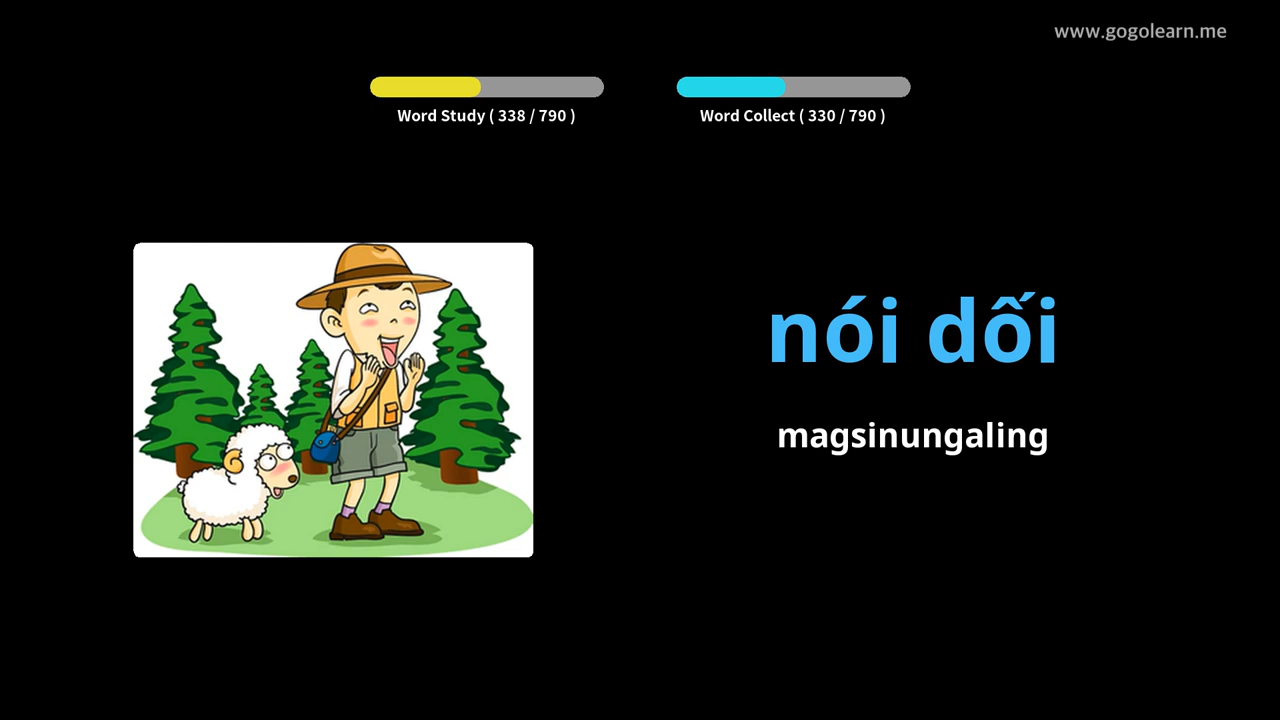 www.gogolearn.me
Word Study ( 338 / 790 )
Word Collect ( 330 / 790 )
nói dối
magsinungaling